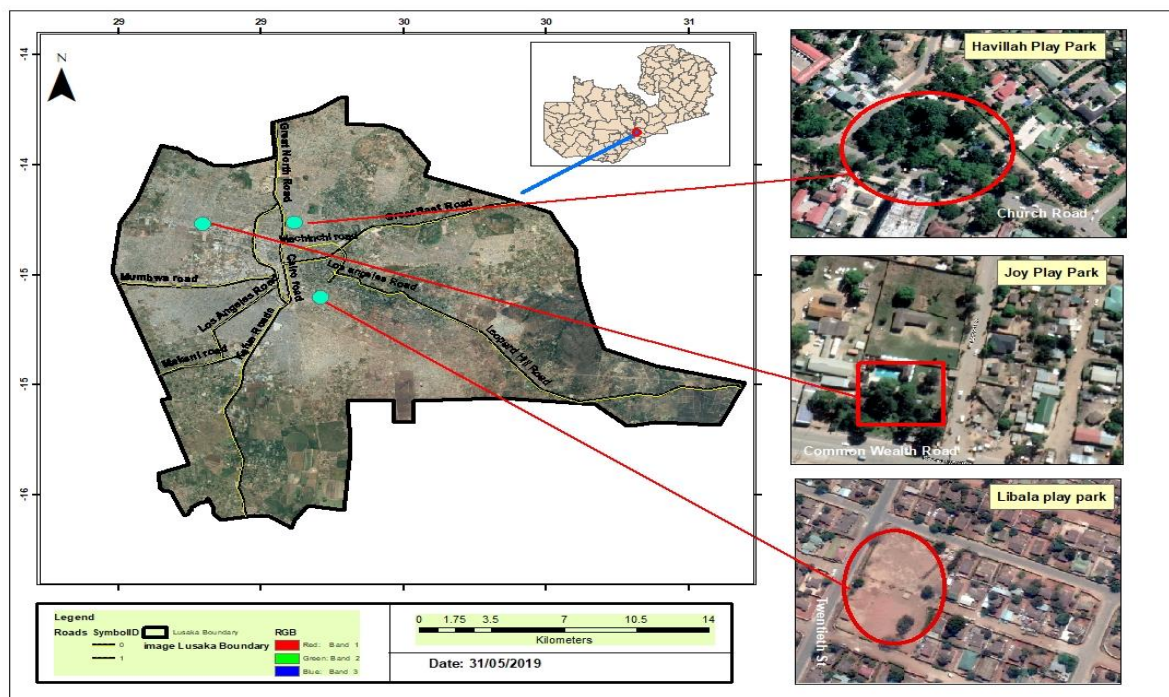 29 29 30 30 31
-14
-14
-15
-15
-16
N
Great North Road
Great East Road
Mumbwa road
Cairo road
Los angeles Road
Los Angeles Road
Makeni road
Kafue Roads
Leopard Hill Road
Havillah Play Park
Church Road
Joy Play Park
Common Wealth Road
Libala play park
Twentieth St
Legend
Roads SymbolID Lusaka Boundary RGB
0 image Lusaka Boundary Red: Band 1
1 Green: Band 2
Blue: Band 3
0 1.75 3.5 7 10.5 14
Kilometers
Date: 31/05/2019